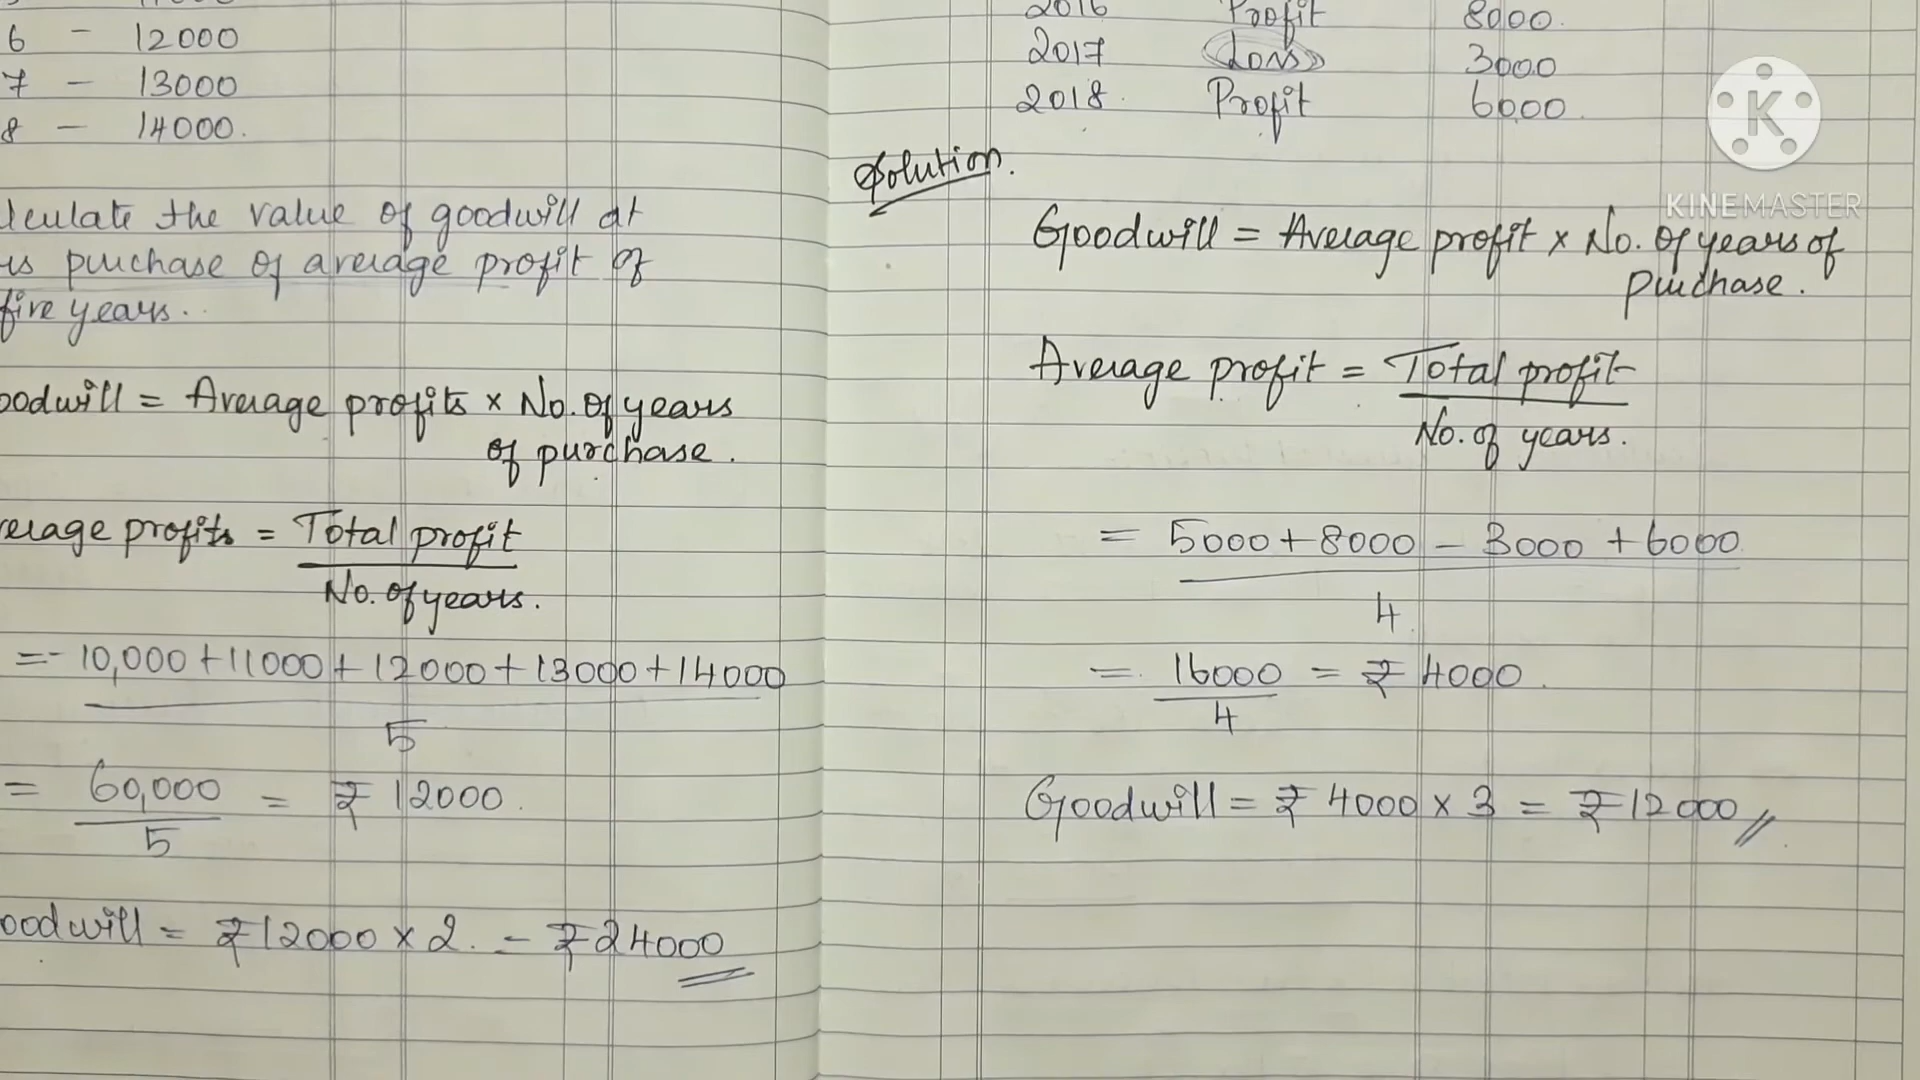 6 - 12000
7 - 13000
8 - 14000.
lculate the value of goodwill at
rs purchase of average profit of
five years.
oodwill = Average profits × No. of years
of purchase.
verage profits = Total profit
No. of years.
= - 10,000 + 11000 + 12000 + 13000 + 14000
5
= 60,000 = ₹ 12000.
5
oodwill = ₹ 12000 × 2. = ₹ 24000
2016 Profit 8000.
2017 Loss 3000
2018. Profit 6000.
Solution.
Goodwill = Average profit × No. of years of
purchase.
Average profit = Total profit
No. of years.
= 5000 + 8000 - 3000 + 6000
4.
= 16000 = ₹ 4000.
4
Goodwill = ₹ 4000 × 3 = ₹ 12000 //
K
KINEMASTER